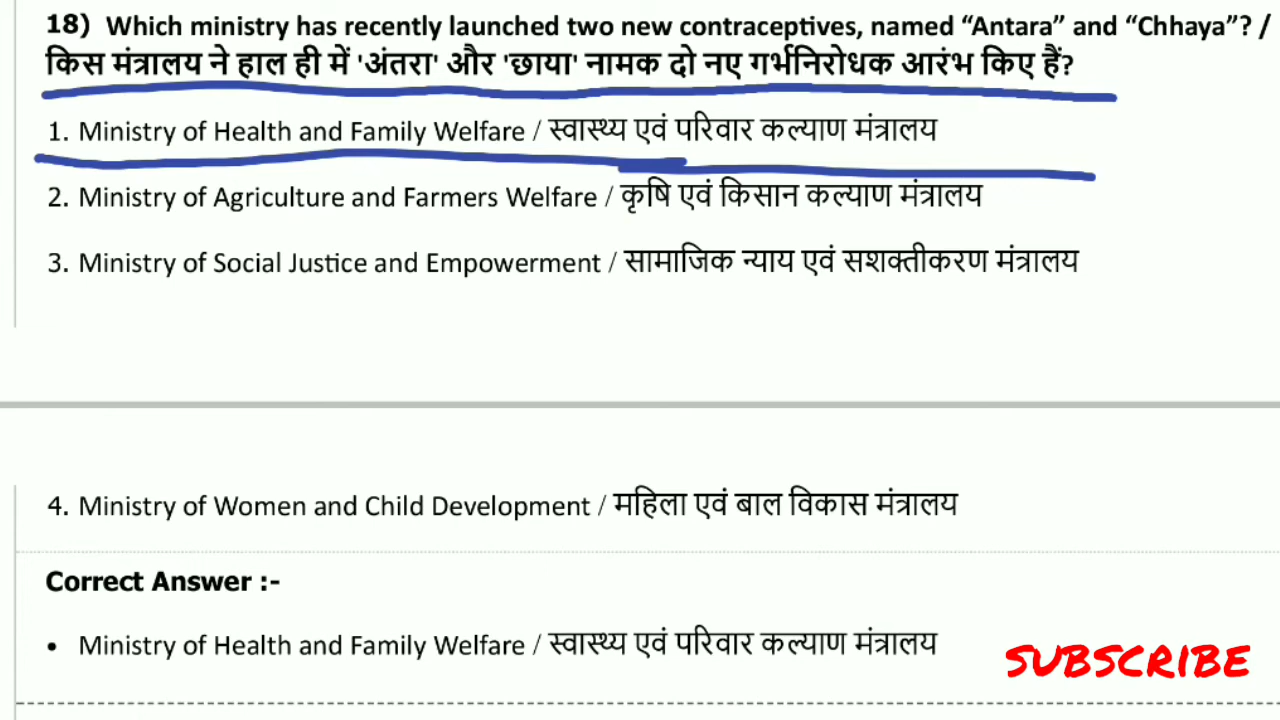 18) Which ministry has recently launched two new contraceptives, named “Antara” and “Chhaya”? /
किस मंत्रालय ने हाल ही में 'अंतरा' और 'छाया' नामक दो नए गर्भनिरोधक आरंभ किए हैं?
1. Ministry of Health and Family Welfare / स्वास्थ्य एवं परिवार कल्याण मंत्रालय
2. Ministry of Agriculture and Farmers Welfare / कृषि एवं किसान कल्याण मंत्रालय
3. Ministry of Social Justice and Empowerment / सामाजिक न्याय एवं सशक्तीकरण मंत्रालय
4. Ministry of Women and Child Development / महिला एवं बाल विकास मंत्रालय
Correct Answer :-
• Ministry of Health and Family Welfare / स्वास्थ्य एवं परिवार कल्याण मंत्रालय
SUBSCRIBE